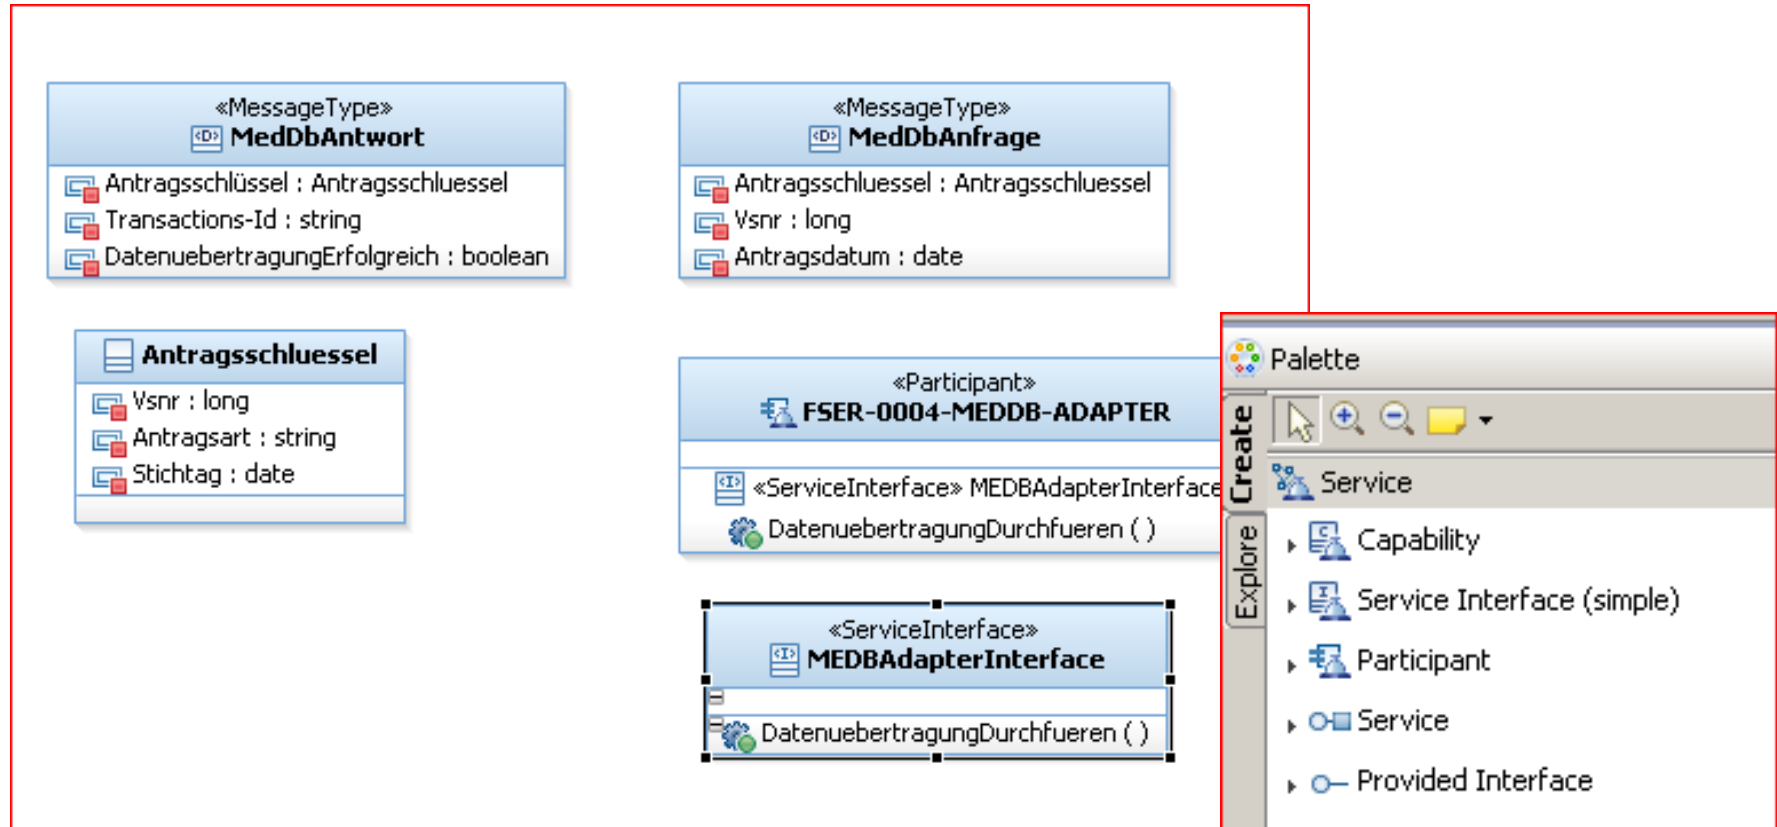 «MessageType»
MedDbAntwort
Antragsschlüssel : Antragsschluessel
Transactions-Id : string
DatenuebertragungErfolgreich : boolean
«MessageType»
MedDbAnfrage
Antragsschluessel : Antragsschluessel
Vsnr : long
Antragsdatum : date
Antragsschluessel
Vsnr : long
Antragsart : string
Stichtag : date
«Participant»
FSER-0004-MEDDB-ADAPTER
«ServiceInterface» MEDBAdapterInterface
DatenuebertragungDurchfueren ( )
«ServiceInterface»
MEDBAdapterInterface
DatenuebertragungDurchfueren ( )
Palette
Create
Explore
Service
Capability
Service Interface (simple)
Participant
Service
Provided Interface